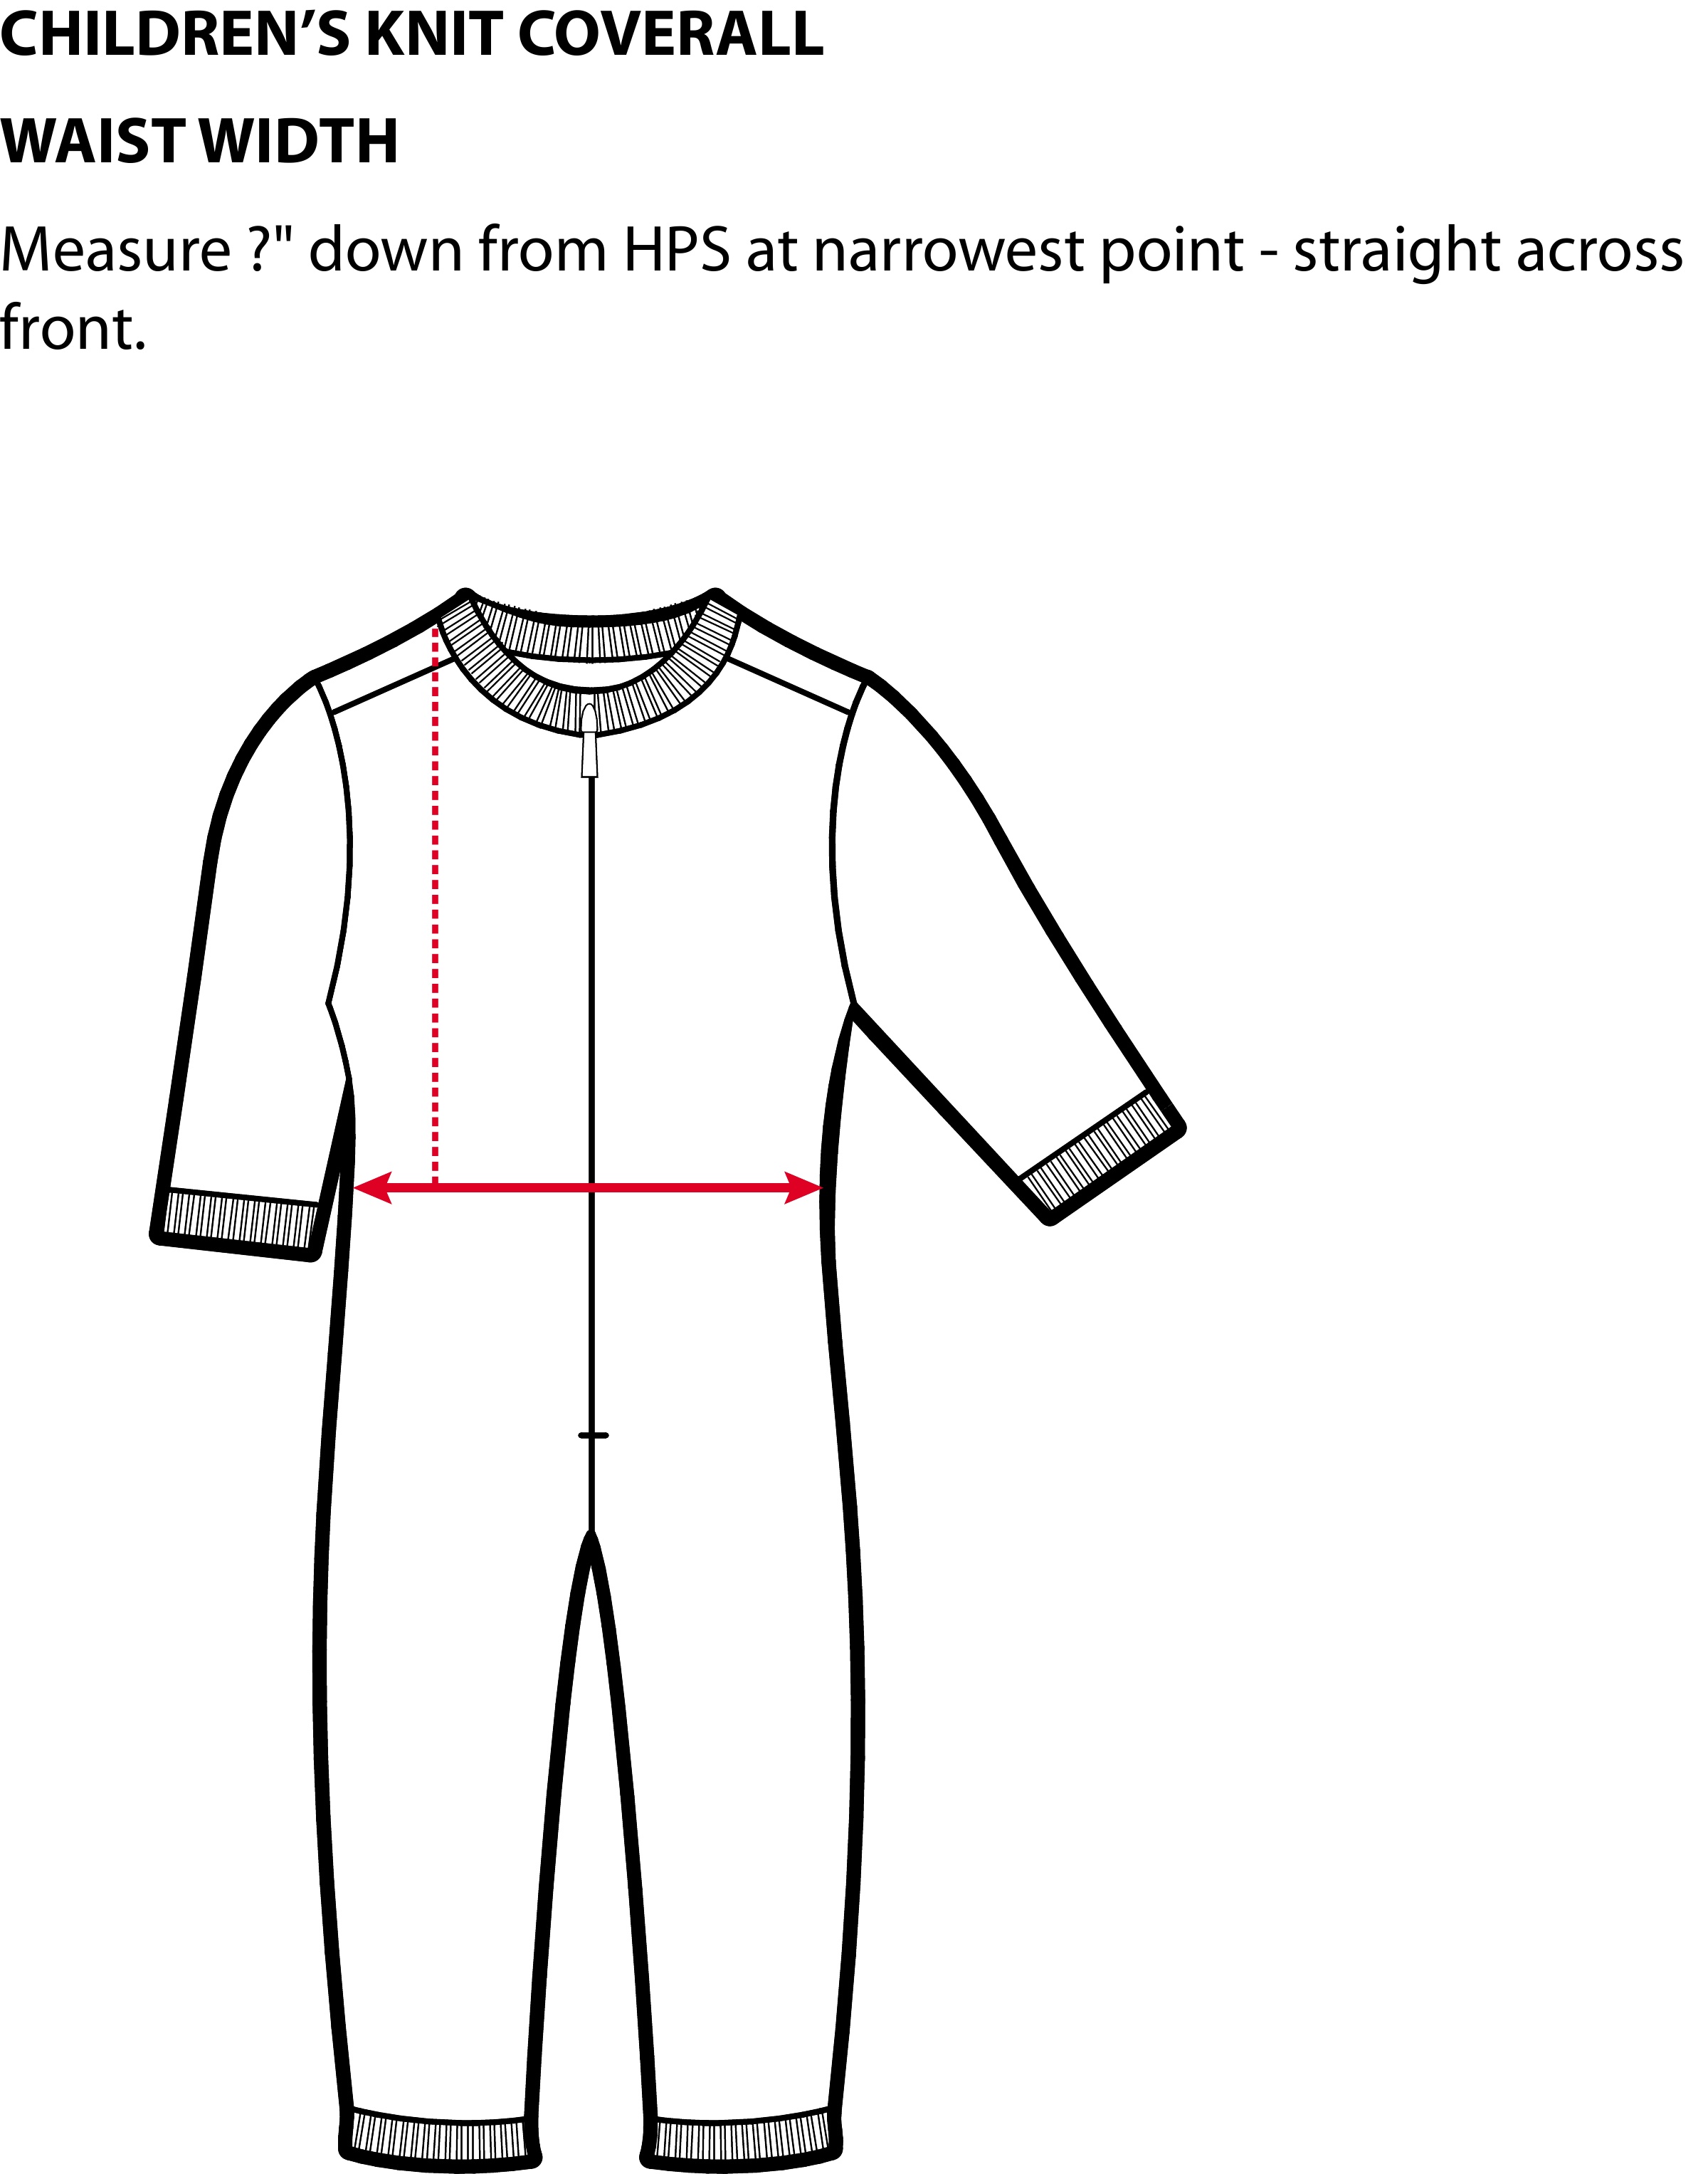 CHILDREN’S KNIT COVERALL
WAIST WIDTH
Measure ?" down from HPS at narrowest point - straight across
front.